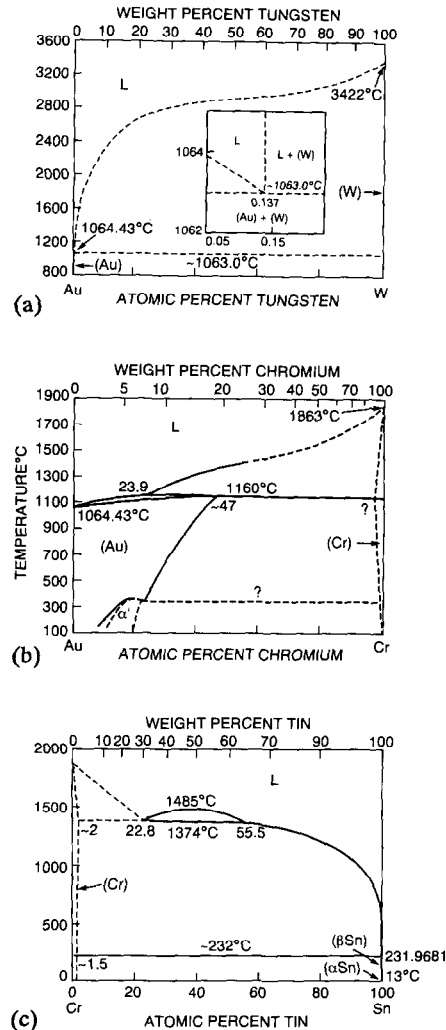 WEIGHT PERCENT TUNGSTEN
0 10 20 30 40 50 60 70 80 90 100
3600
3200
2800
2400
2000
1600
1200
800
L
3422°C
L
L + (W)
1064
~1063.0°C
0.137
(Au) + (W)
1062
0.05 0.15
(W)
1064.43°C
(Au)
~1063.0°C
Au W
ATOMIC PERCENT TUNGSTEN
(a)
WEIGHT PERCENT CHROMIUM
0 5 10 20 30 40 50 70 100
TEMPERATURE°C
1900
1700
1500
1300
1100
900
700
500
300
100
L
1863°C
23.9
1160°C
1064.43°C
~47
?
(Au)
(Cr)
?
α'
Au Cr
ATOMIC PERCENT CHROMIUM
(b)
WEIGHT PERCENT TIN
0 10 20 30 40 50 60 70 80 90 100
2000
1500
1000
500
0
L
1485°C
~2 22.8 1374°C 55.5
(Cr)
~232°C
(βSn)
231.9681
~1.5
(αSn)
13°C
0 20 40 60 80 100
Cr Sn
ATOMIC PERCENT TIN
(c)